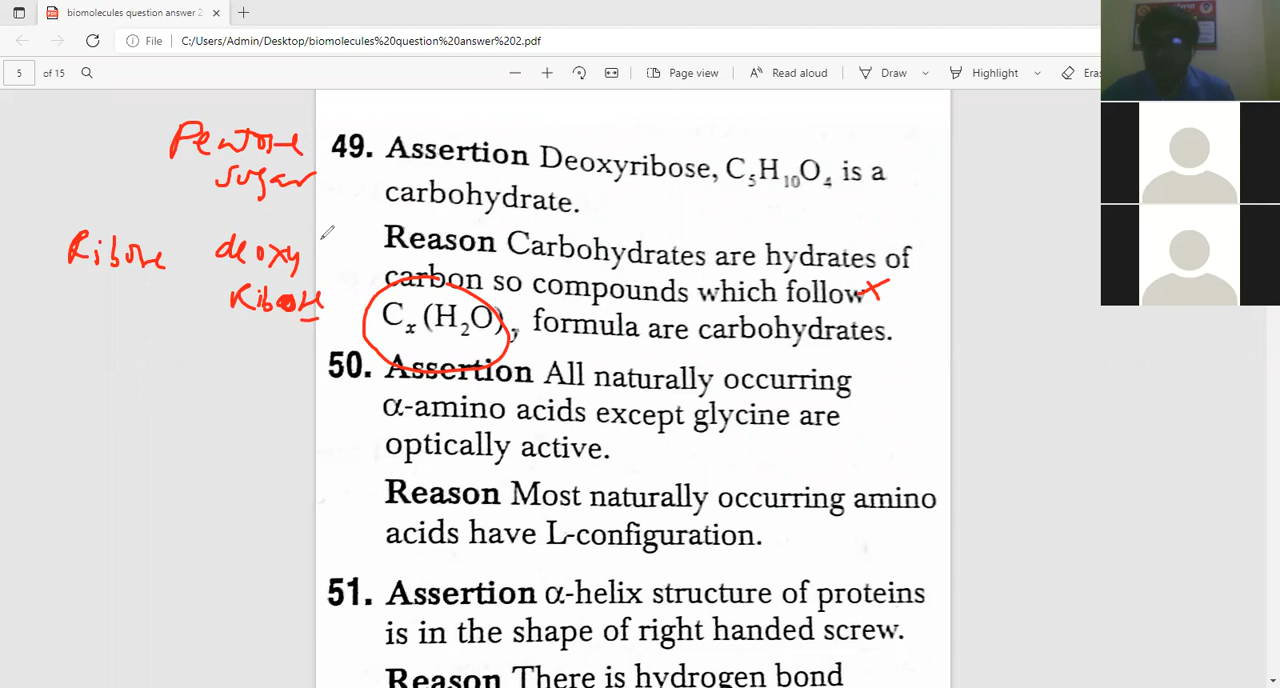 biomolecules question answer 2
File
C:/Users/Admin/Desktop/biomolecules%20question%20answer%202.pdf
5 of 15
Page view
Read aloud
Draw
Highlight
Eras
Pentose
sugar
Ribose deoxy
Ribose
49. Assertion Deoxyribose, C₅H₁₀O₄ is a
carbohydrate.
Reason Carbohydrates are hydrates of
carbon so compounds which follow
Cₓ(H₂O)y formula are carbohydrates.
50. Assertion All naturally occurring
α-amino acids except glycine are
optically active.
Reason Most naturally occurring amino
acids have L-configuration.
51. Assertion α-helix structure of proteins
is in the shape of right handed screw.
Reason There is hydrogen bond